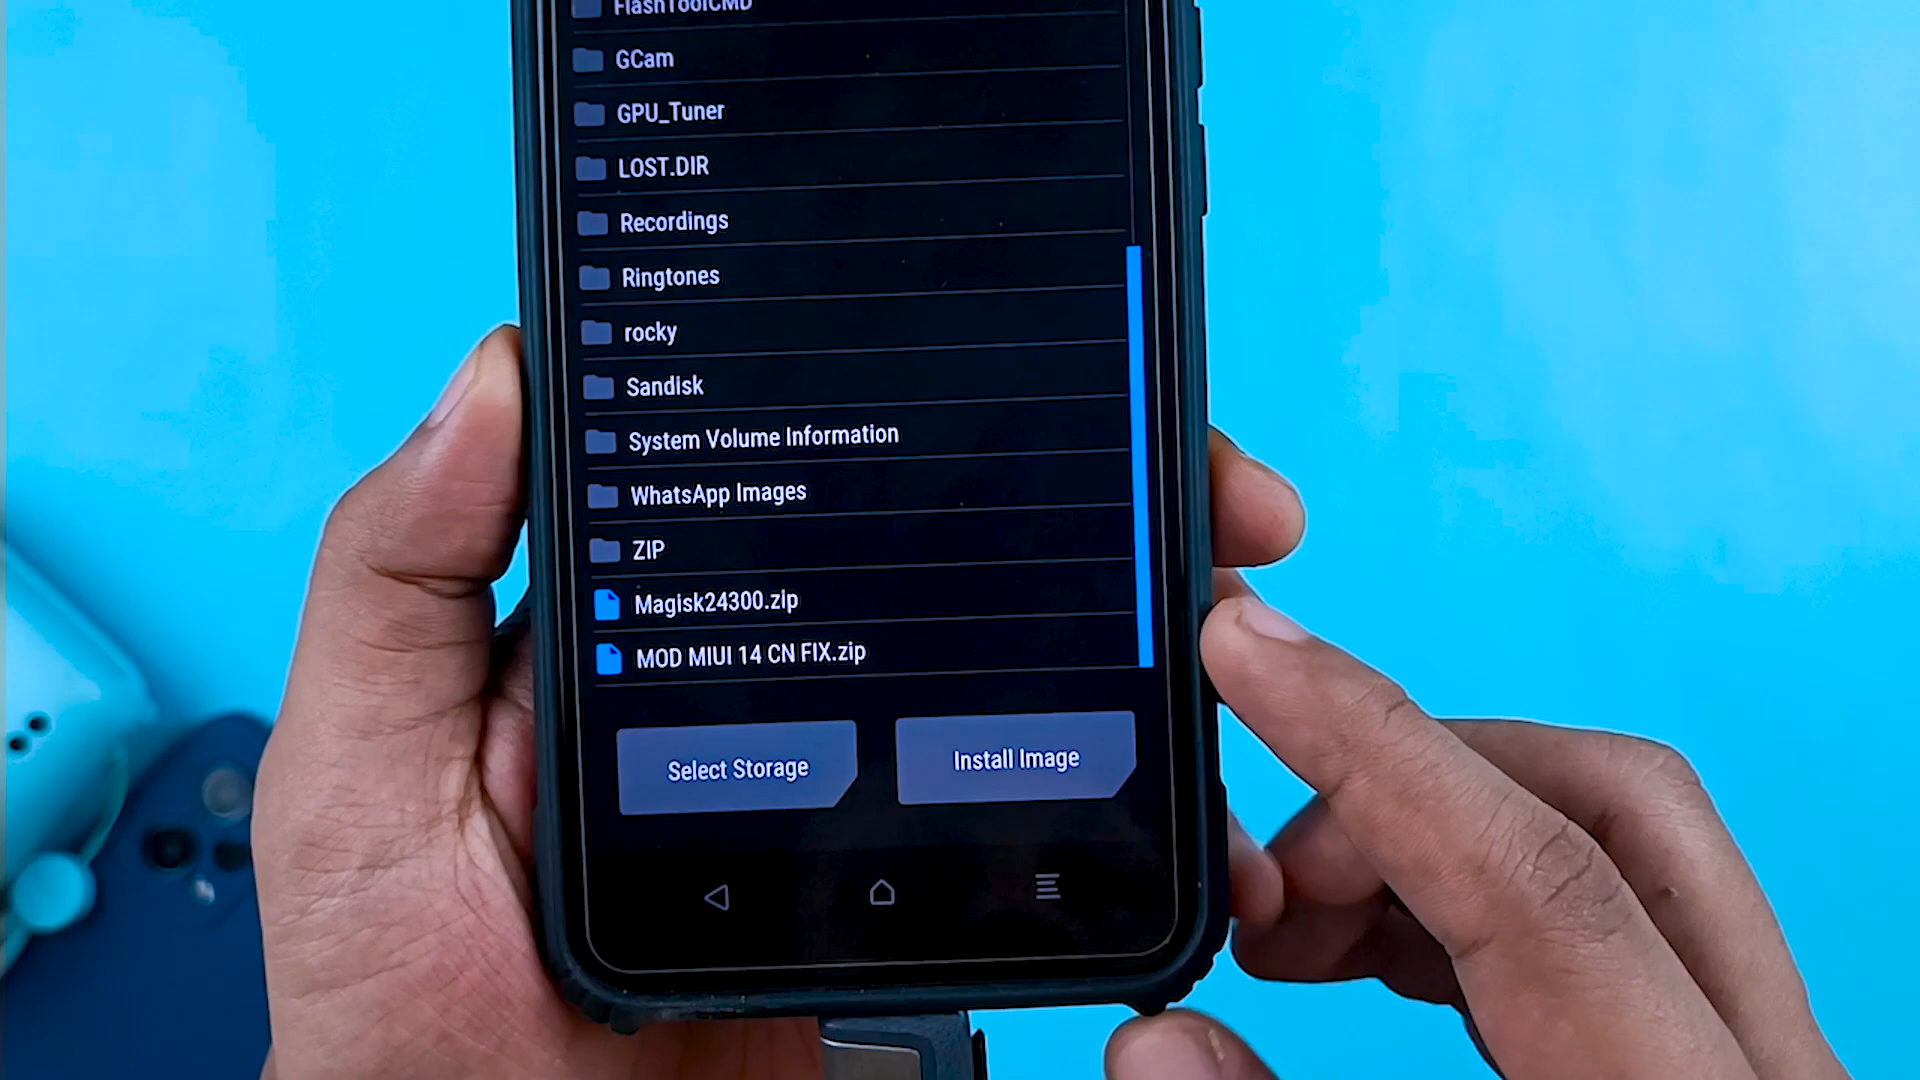 FlashToolCMD
GCam
GPU_Tuner
LOST.DIR
Recordings
Ringtones
rocky
Sandisk
System Volume Information
WhatsApp Images
ZIP
Magisk24300.zip
MOD MIUI 14 CN FIX.zip
Select Storage
Install Image